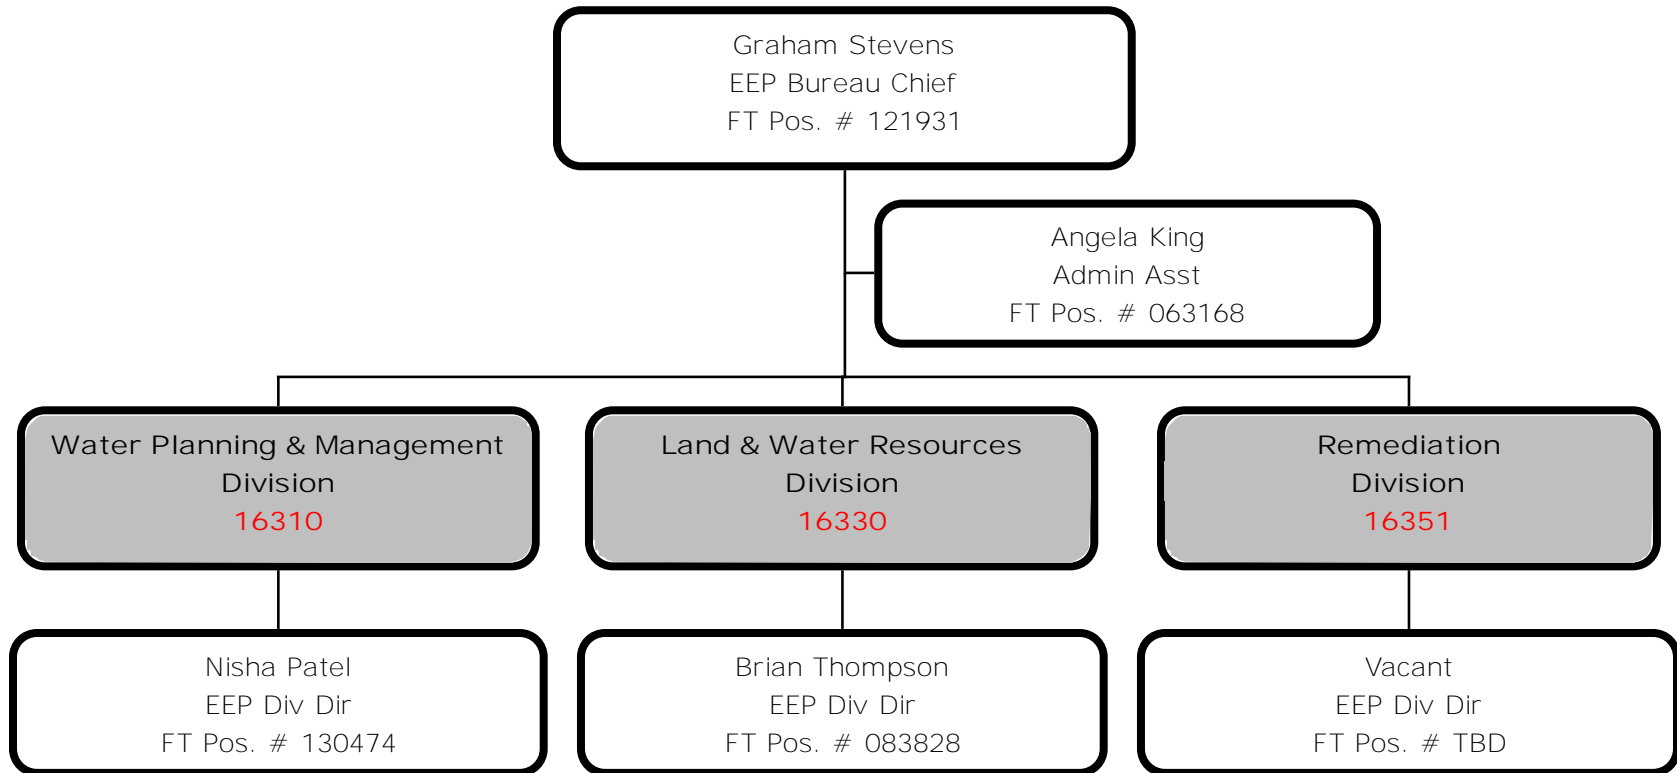 Graham Stevens
EEP Bureau Chief
FT Pos. # 121931
Angela King
Admin Asst
FT Pos. # 063168
Water Planning & Management
Division
16310
Land & Water Resources
Division
16330
Remediation
Division
16351
Nisha Patel
EEP Div Dir
FT Pos. # 130474
Brian Thompson
EEP Div Dir
FT Pos. # 083828
Vacant
EEP Div Dir
FT Pos. # TBD